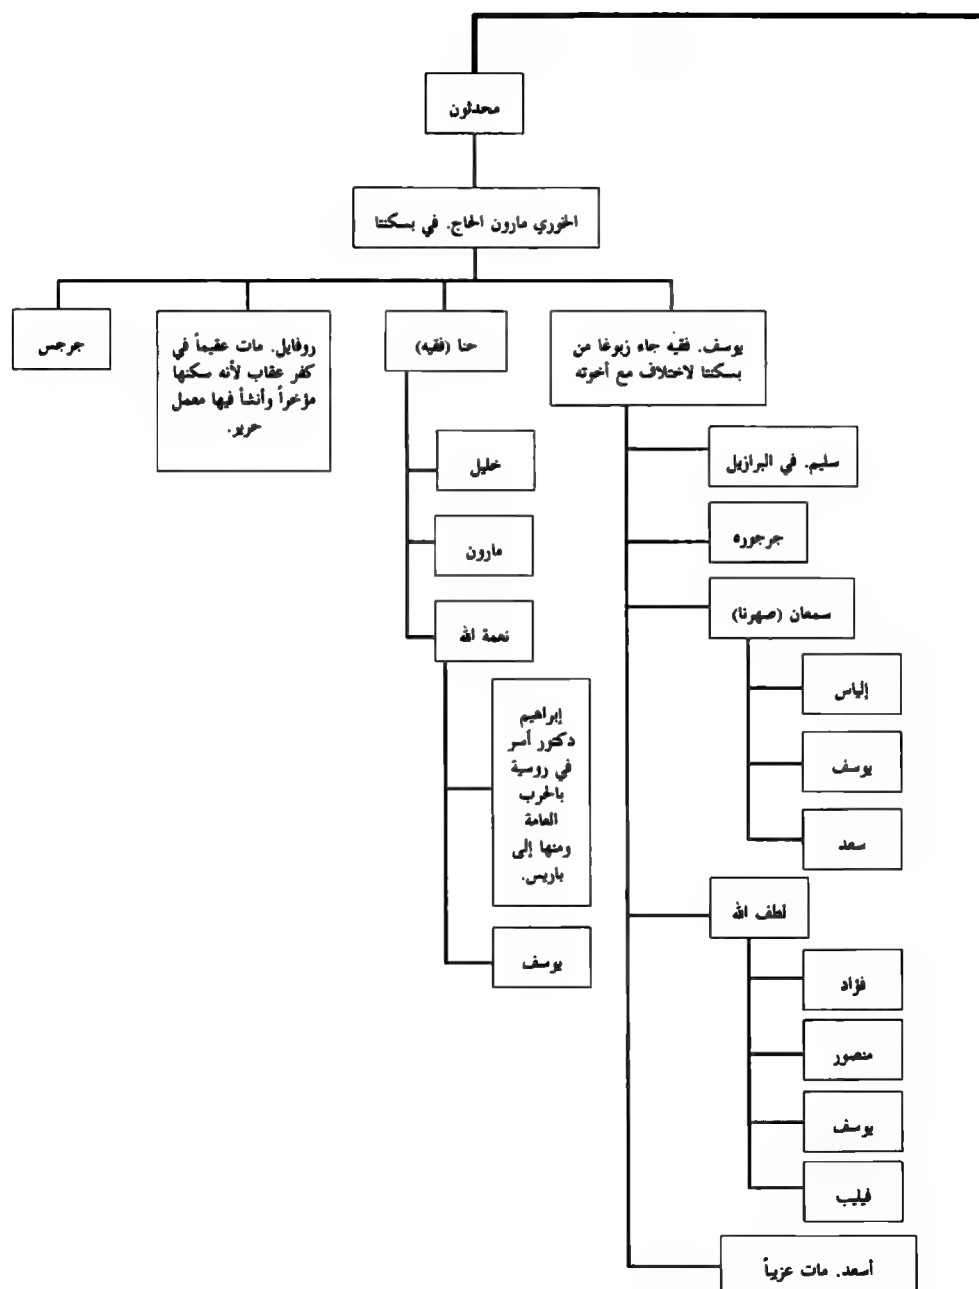 محدثون
الخوري مارون الحاج. في بسكنتا
يوسف. فقيه جاء زبوغا من
بسكنتا لاختلاف مع أخوته
سليم. في البرازيل
جرجوره
سمعان (صهرنا)
إلياس
يوسف
سعد
لطف الله
فؤاد
منصور
يوسف
فيليب
أسعد. مات عزبياً
حنا (فقيه)
خليل
مارون
نعمة الله
إبراهيم
دكتور أسر
في روسية
بالحرب
العامة
ومنها إلى
باريس.
يوسف
روفايل. مات عقيماً في
كفر عقاب لأنه سكنها
مؤخراً وأنشأ فيها معمل
حرير.
جرجس